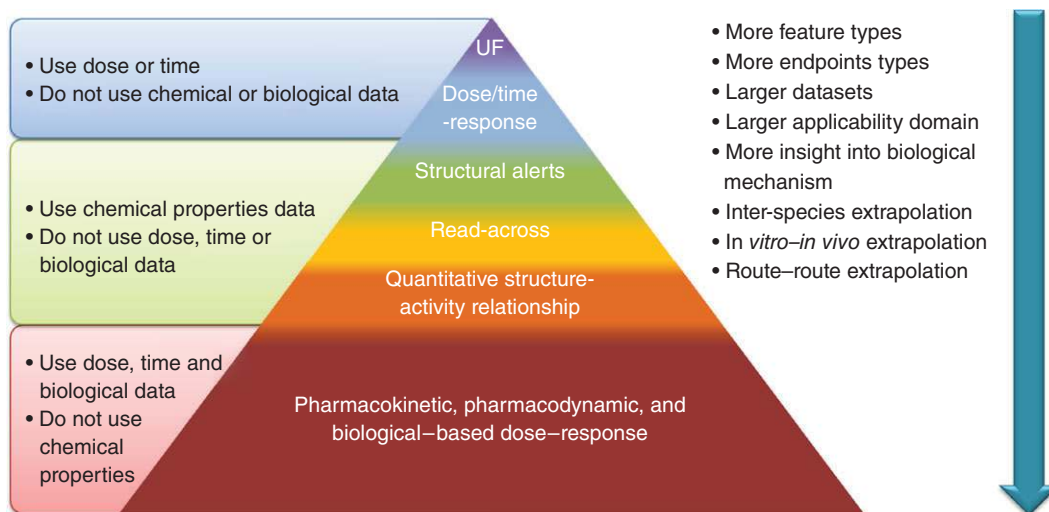 • Use dose or time
• Do not use chemical or biological data
• Use chemical properties data
• Do not use dose, time or
biological data
• Use dose, time and
biological data
• Do not use
chemical
properties
UF
Dose/time
-response
Structural alerts
Read-across
Quantitative structure-
activity relationship
Pharmacokinetic, pharmacodynamic, and
biological–based dose–response
• More feature types
• More endpoints types
• Larger datasets
• Larger applicability domain
• More insight into biological
mechanism
• Inter-species extrapolation
• In vitro–in vivo extrapolation
• Route–route extrapolation